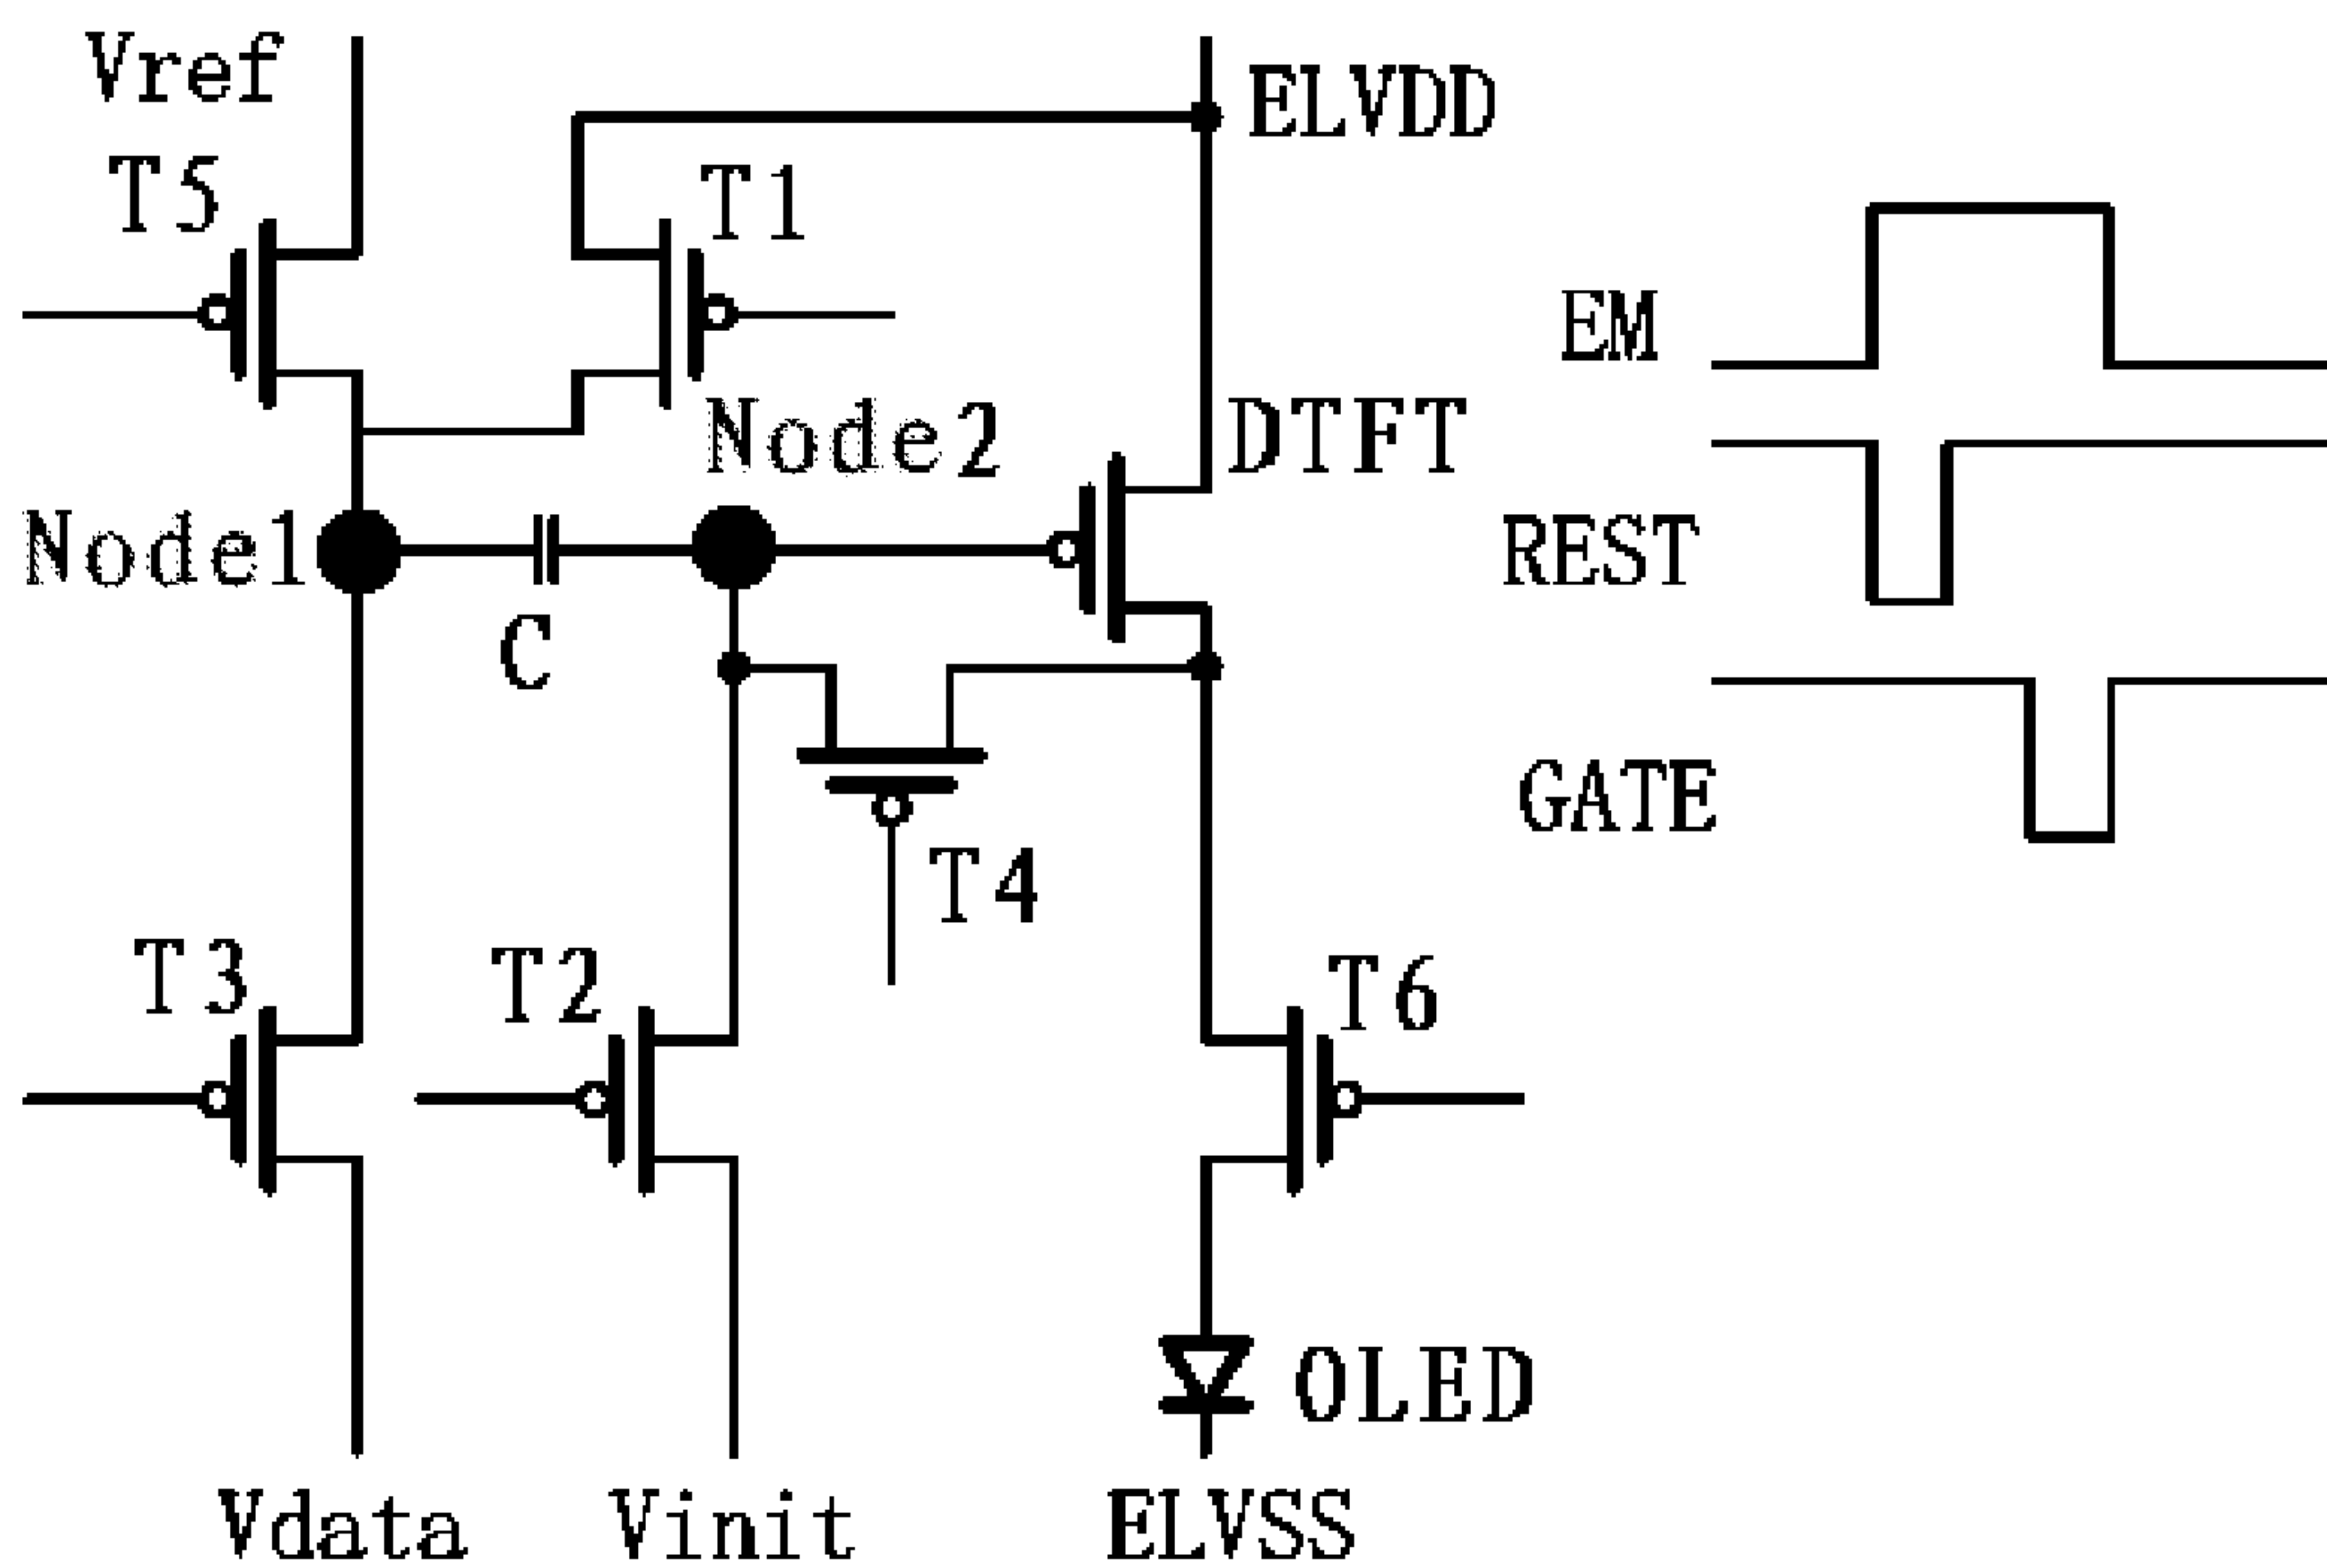 Vref
ELVDD
T5
T1
EM
Node2
DTFT
Node1
REST
C
GATE
T4
T3
T2
T6
OLED
Vdata
Vinit
ELVSS